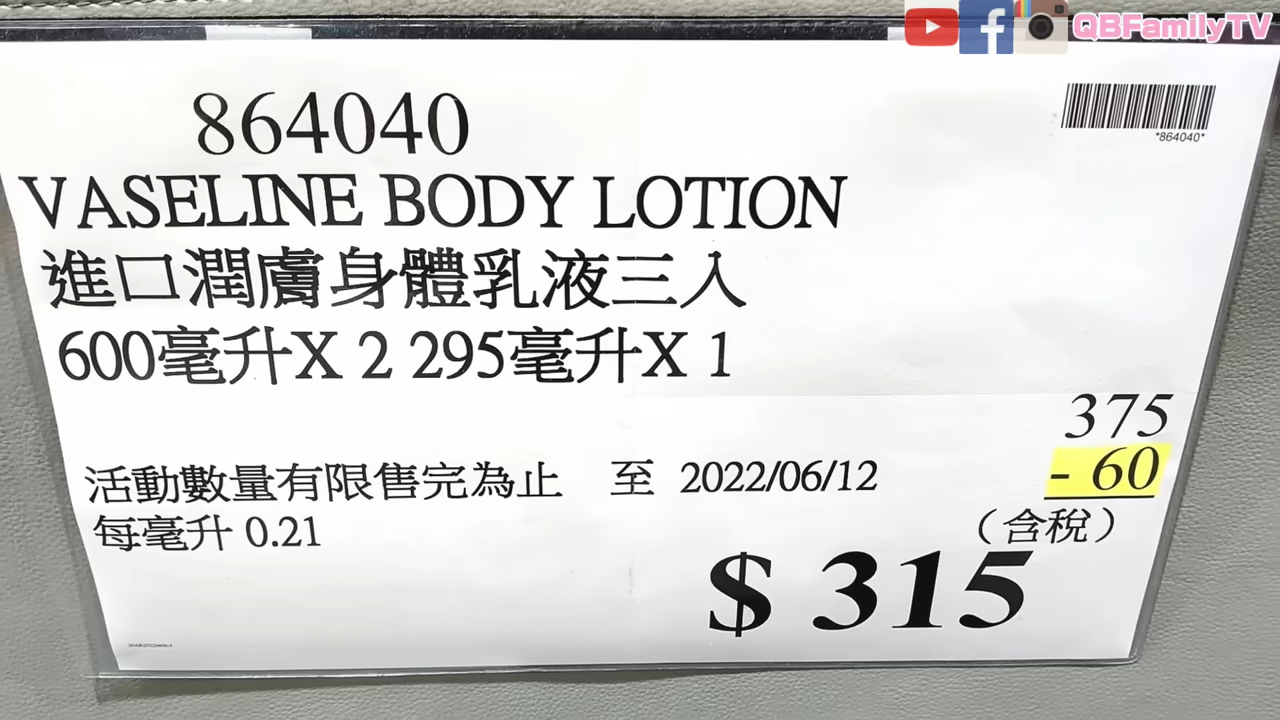 QBFamilyTV
864040
*864040*
VASELINE BODY LOTION
進口潤膚身體乳液三入
600毫升X 2 295毫升X 1
375
- 60
活動數量有限售完為止 至 2022/06/12
每毫升 0.21
(含稅)
$ 315